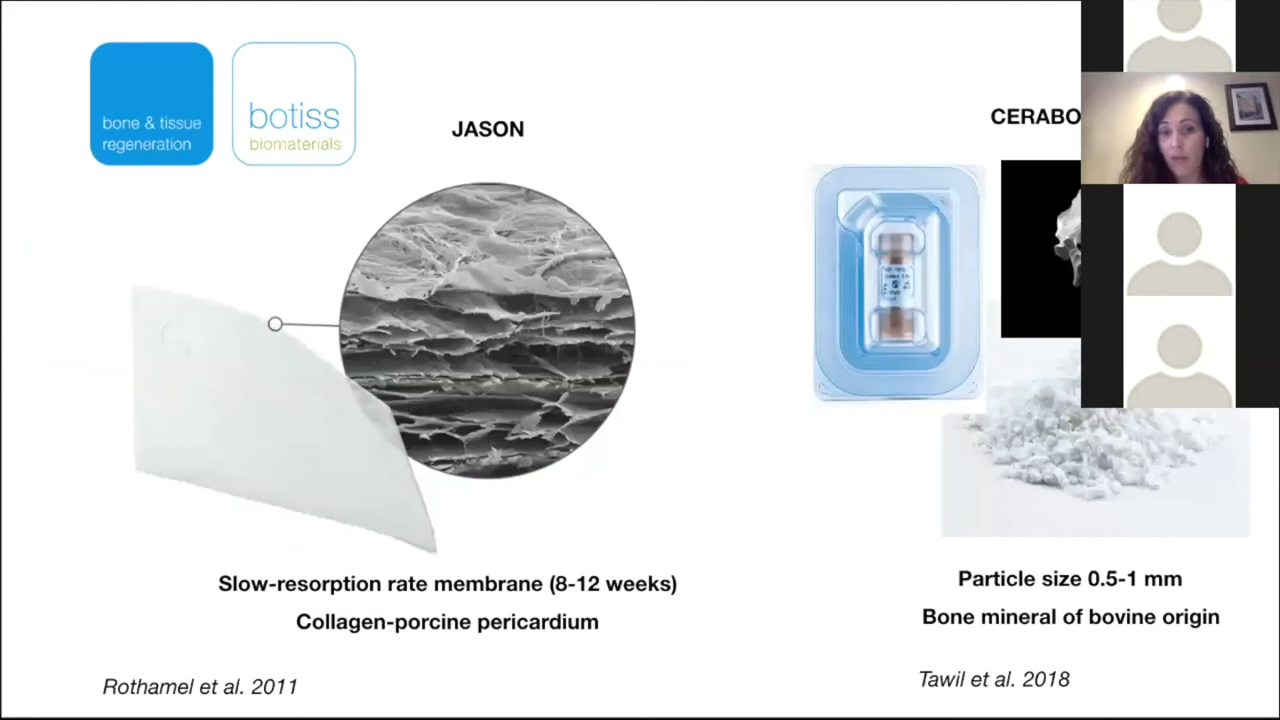 bone & tissue
regeneration
botiss
biomaterials
JASON
CERABO
Slow-resorption rate membrane (8-12 weeks)
Collagen-porcine pericardium
Rothamel et al. 2011
Particle size 0.5-1 mm
Bone mineral of bovine origin
Tawil et al. 2018